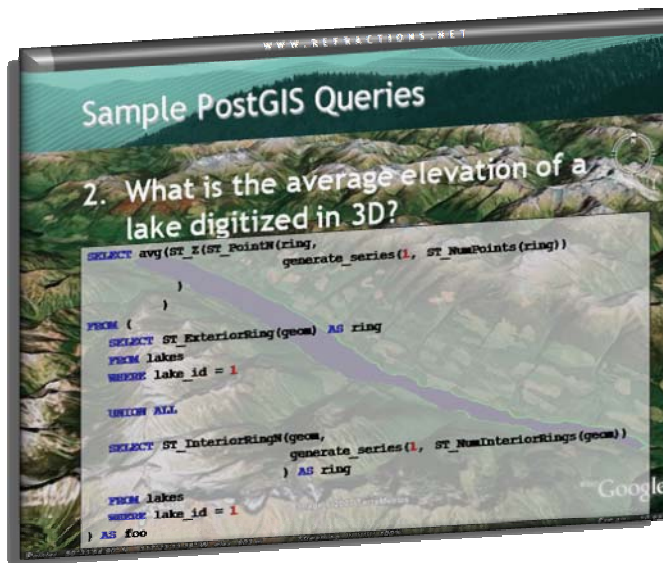 WWW.REFRACTIONS.NET
Sample PostGIS Queries
2. What is the average elevation of a
lake digitized in 3D?
SELECT avg(ST_Z(ST_PointN(ring,
generate_series(1, ST_NumPoints(ring))
)
)
FROM (
SELECT ST_ExteriorRing(geom) AS ring
FROM lakes
WHERE lake_id = 1
UNION ALL
SELECT ST_InteriorRingN(geom,
generate_series(1, ST_NumInteriorRings(geom))
) AS ring
FROM lakes
WHERE lake_id = 1
) AS foo
Google